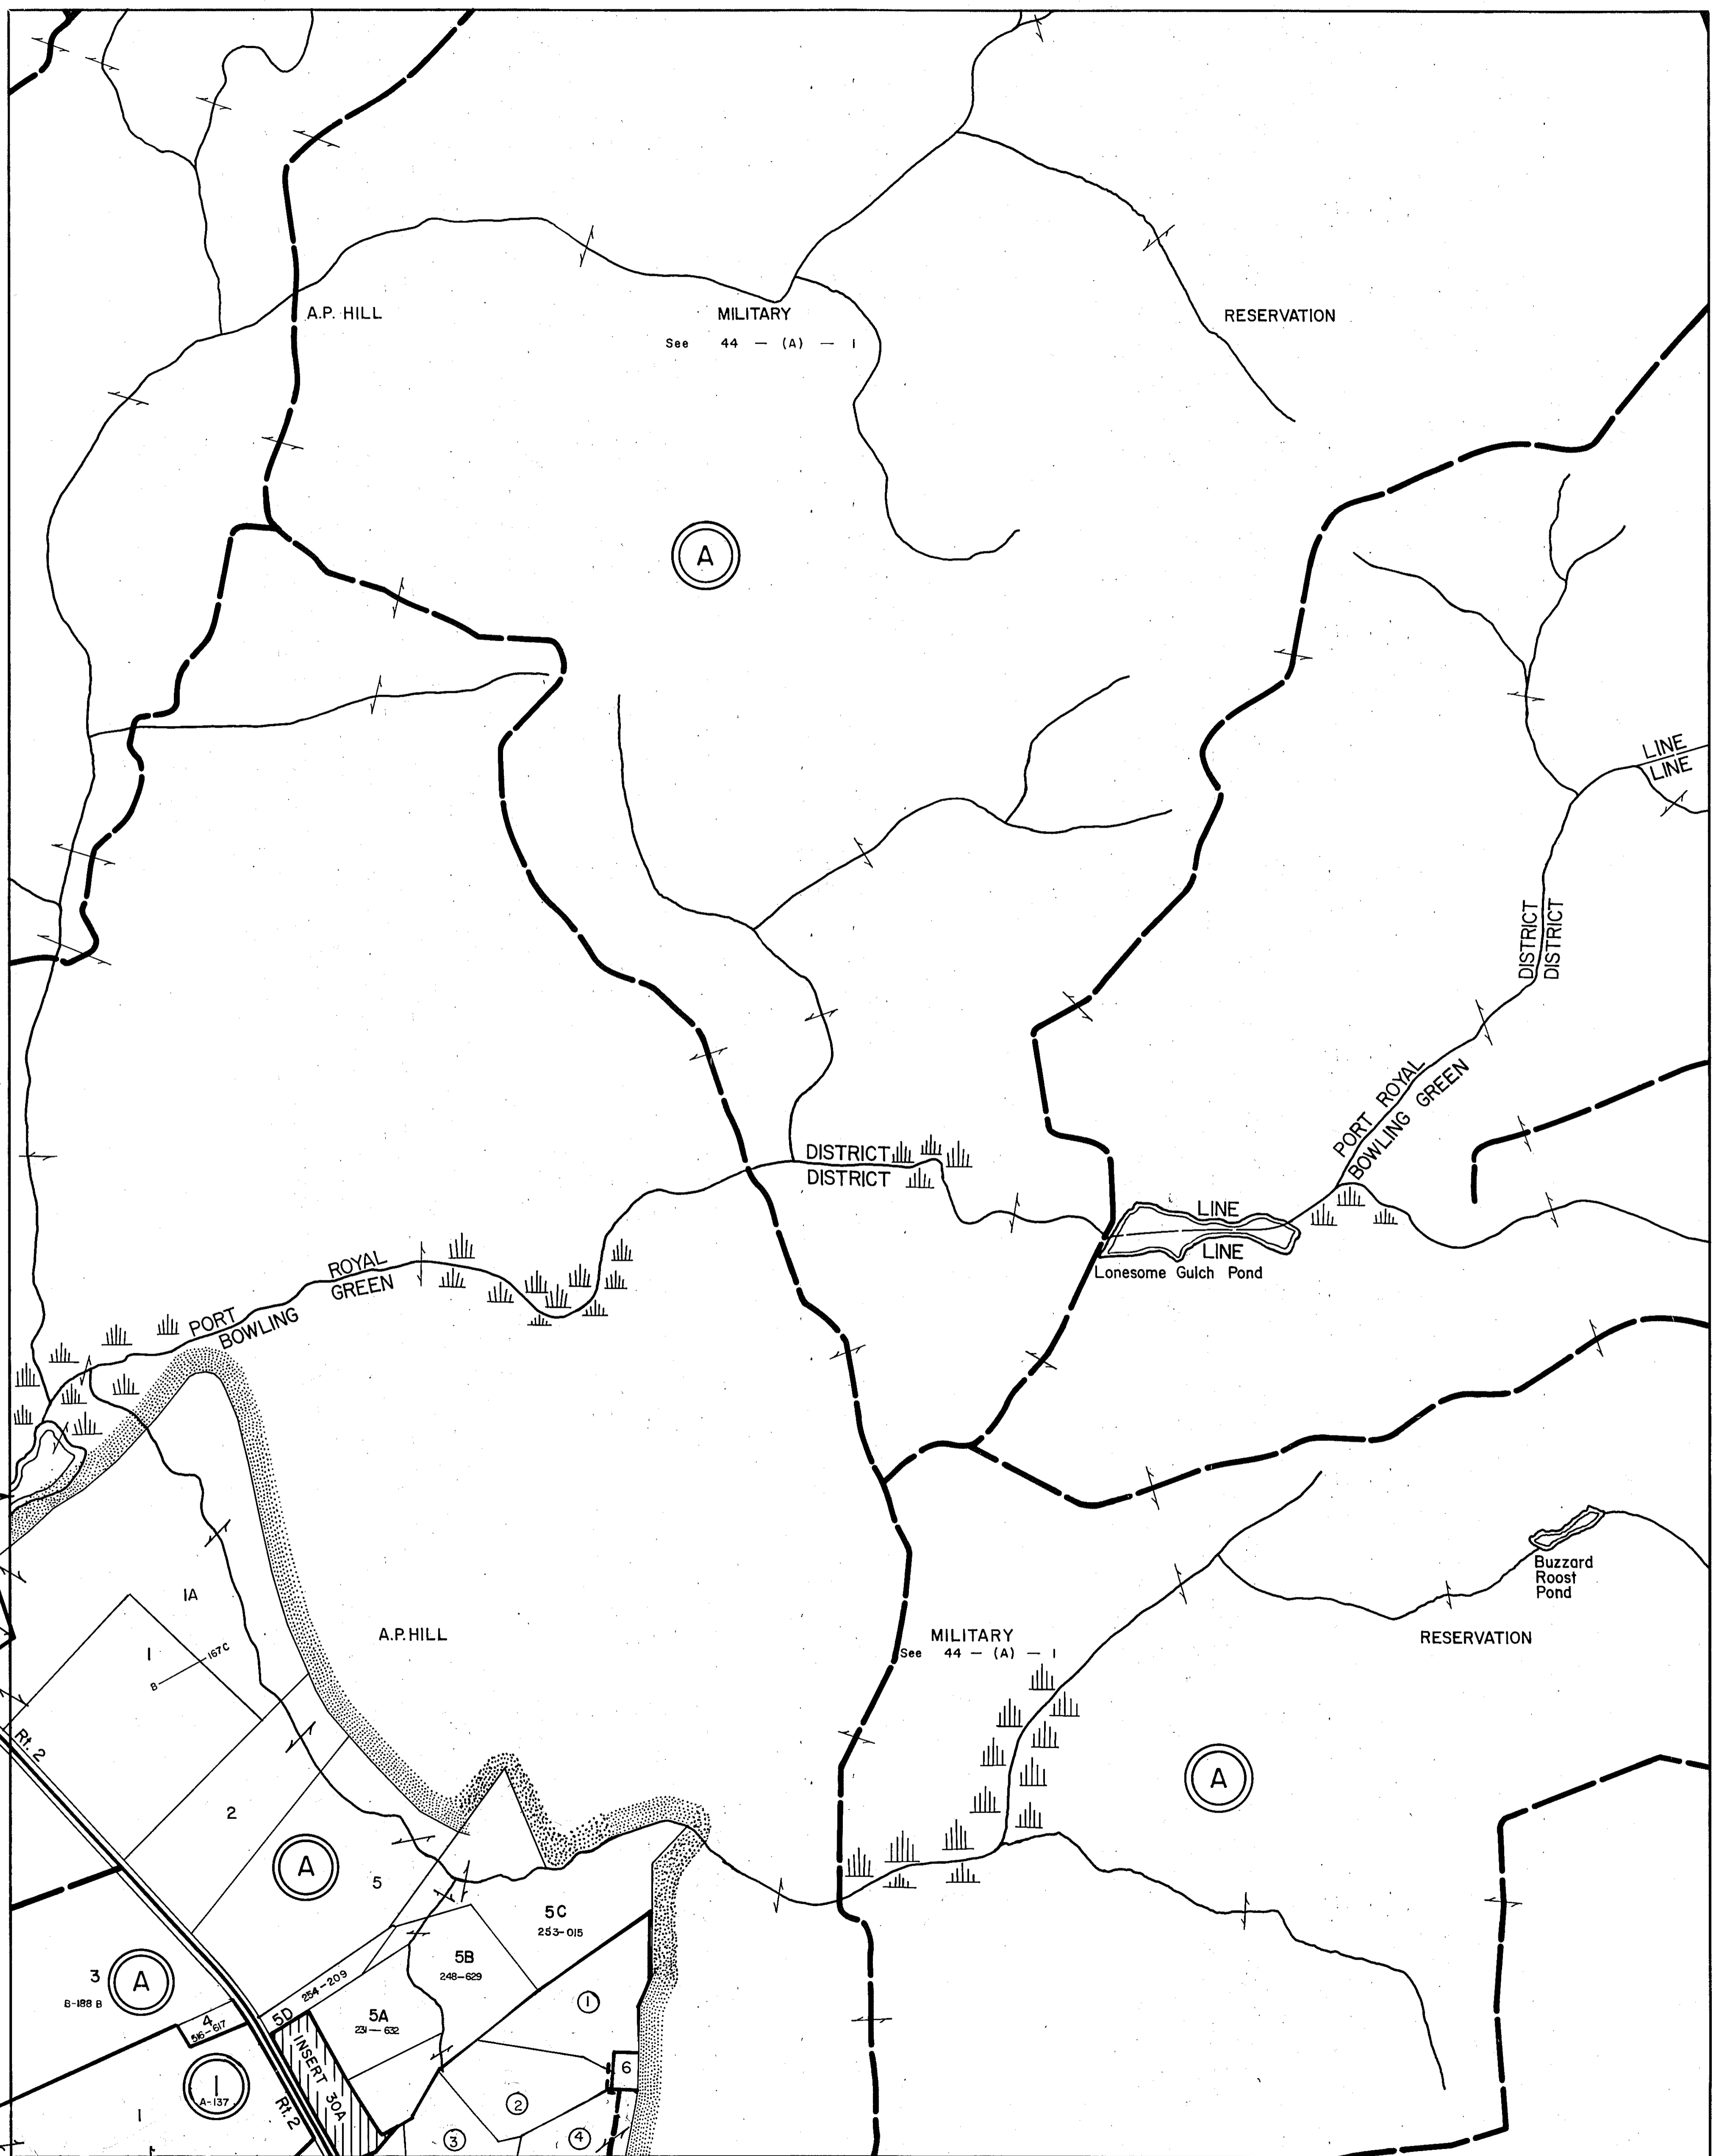 A.P. HILL
MILITARY
RESERVATION
See 44 — (A) — 1
A
LINE
LINE
DISTRICT
DISTRICT
PORT ROYAL
BOWLING GREEN
DISTRICT
DISTRICT
LINE
LINE
Lonesome Gulch Pond
ROYAL
GREEN
PORT
BOWLING
Buzzard
Roost
Pond
1A
A.P. HILL
MILITARY
RESERVATION
See 44 — (A) — 1
1
B 167C
Rt. 2
A
2
A
5
5C
253-015
5B
248-629
3
A
B-188 B
254-209
1
4
516-617
5D
5A
231-632
INSERT 30A
6
1
A-137
1
Rt. 2
2
3
4